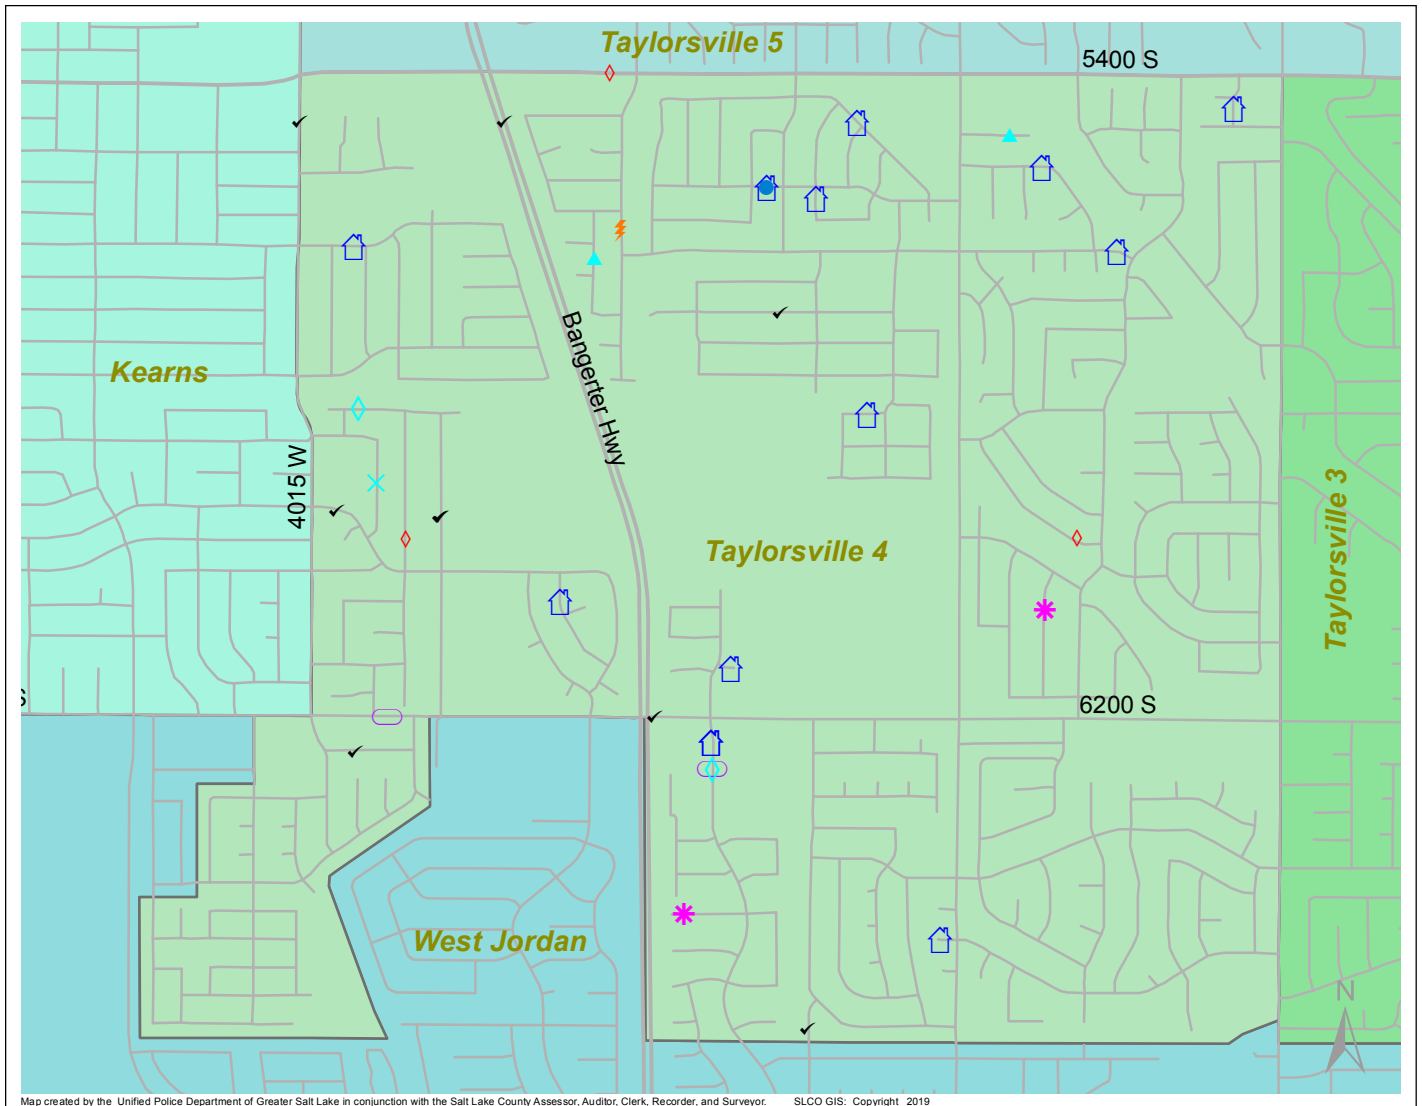 Taylorsville 5
5400 S
Bangerter Hwy
Kearns
4015 W
Taylorsville 4
Taylorsville 3
6200 S
West Jordan
N
Map created by the Unified Police Department of Greater Salt Lake in conjunction with the Salt Lake County Assessor, Auditor, Clerk, Recorder, and Surveyor. SLCO GIS: Copyright 2019